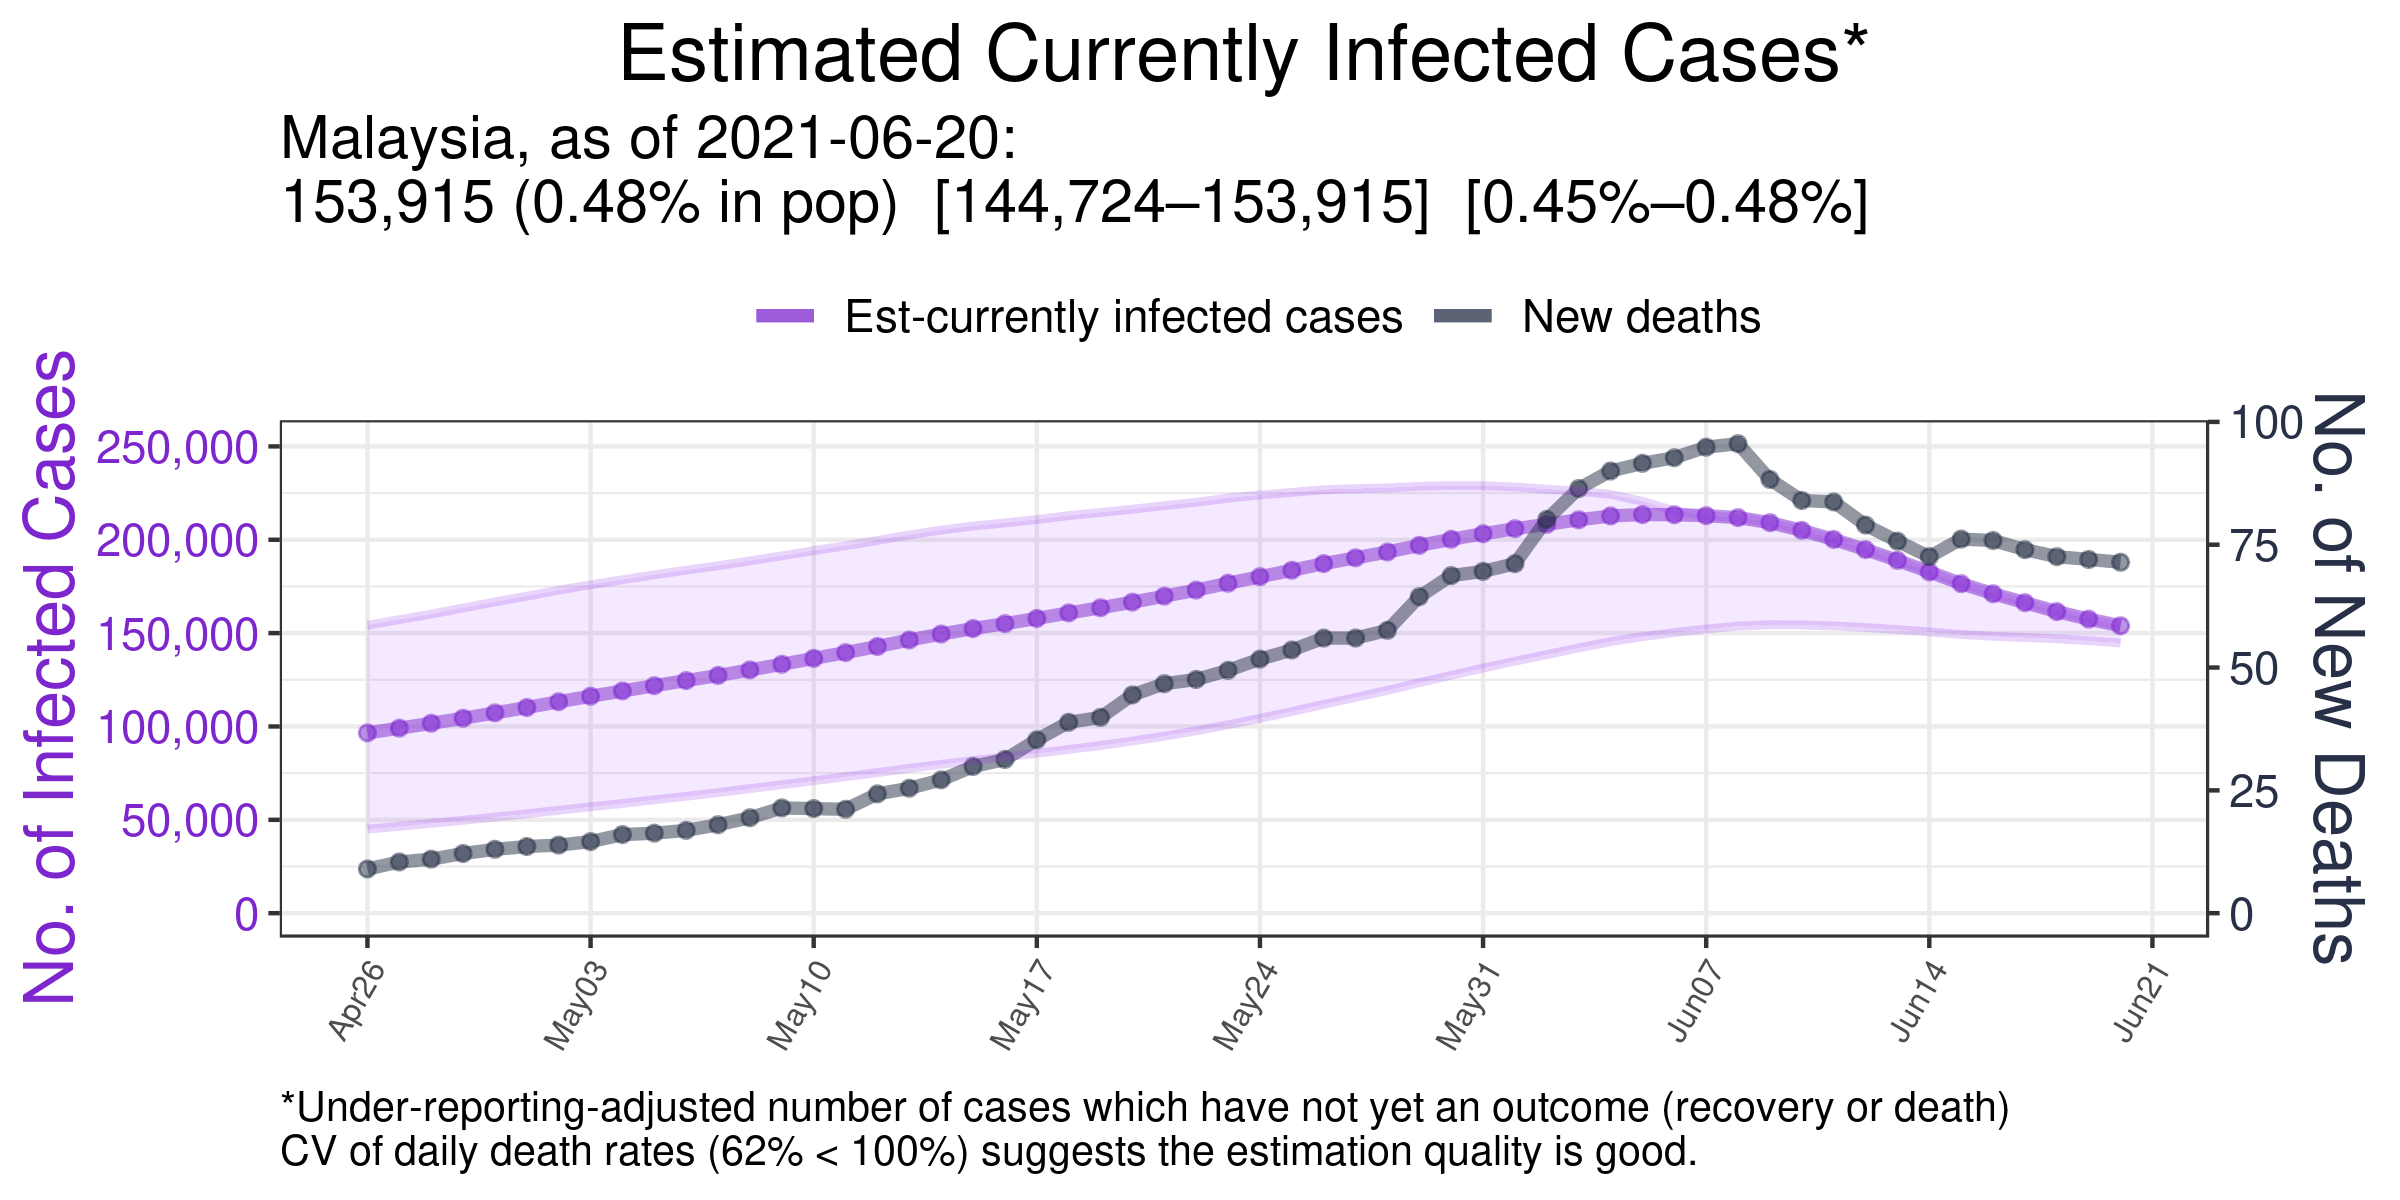 Estimated Currently Infected Cases*
Malaysia, as of 2021-06-20:
153,915 (0.48% in pop)  [144,724–153,915]  [0.45%–0.48%]
Est-currently infected cases
New deaths
No. of Infected Cases
250,000
200,000
150,000
100,000
50,000
0
100
75
50
25
0
No. of New Deaths
Apr26
May03
May10
May17
May24
May31
Jun07
Jun14
Jun21
*Under-reporting-adjusted number of cases which have not yet an outcome (recovery or death)
CV of daily death rates (62% < 100%) suggests the estimation quality is good.